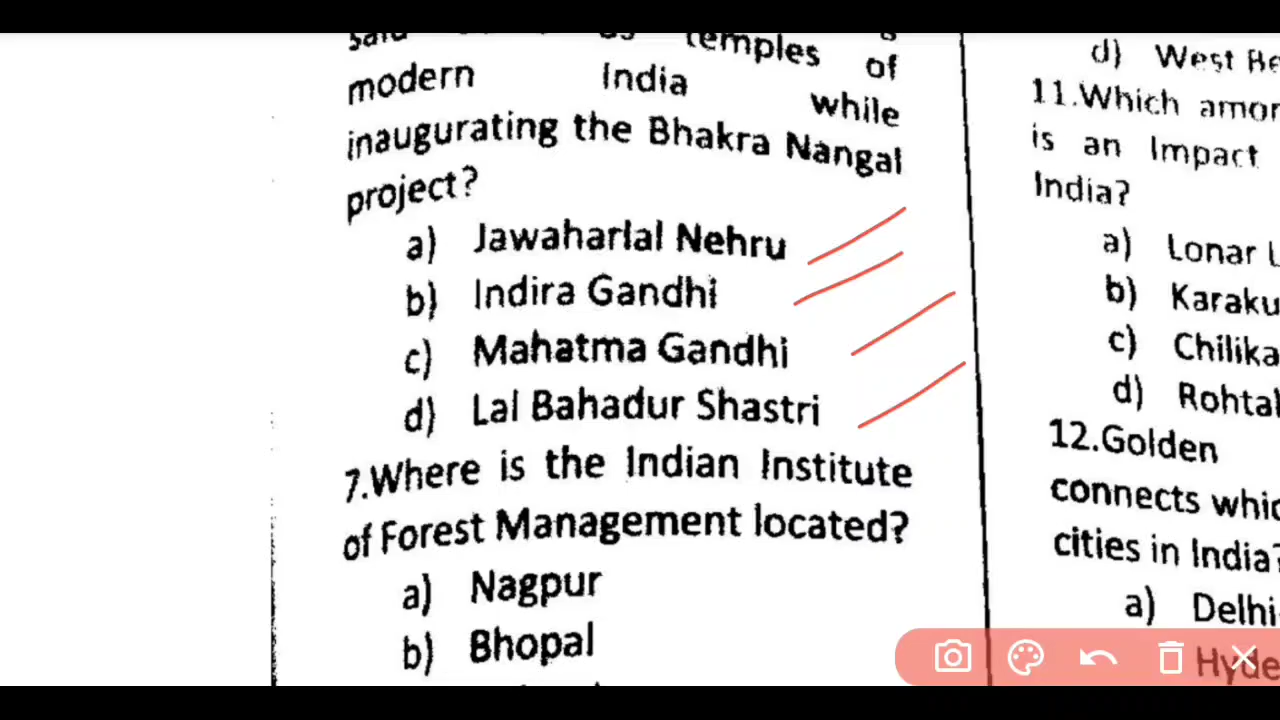 temples of
modern India while
inaugurating the Bhakra Nangal
project?
a) Jawaharlal Nehru
b) Indira Gandhi
c) Mahatma Gandhi
d) Lal Bahadur Shastri
7.Where is the Indian Institute
of Forest Management located?
a) Nagpur
b) Bhopal
d) West Be
11.Which amor
is an Impact
India?
a) Lonar L
b) Karaku
c) Chilika
d) Rohtal
12.Golden
connects whic
cities in India?
a) Delhi-
Hyde